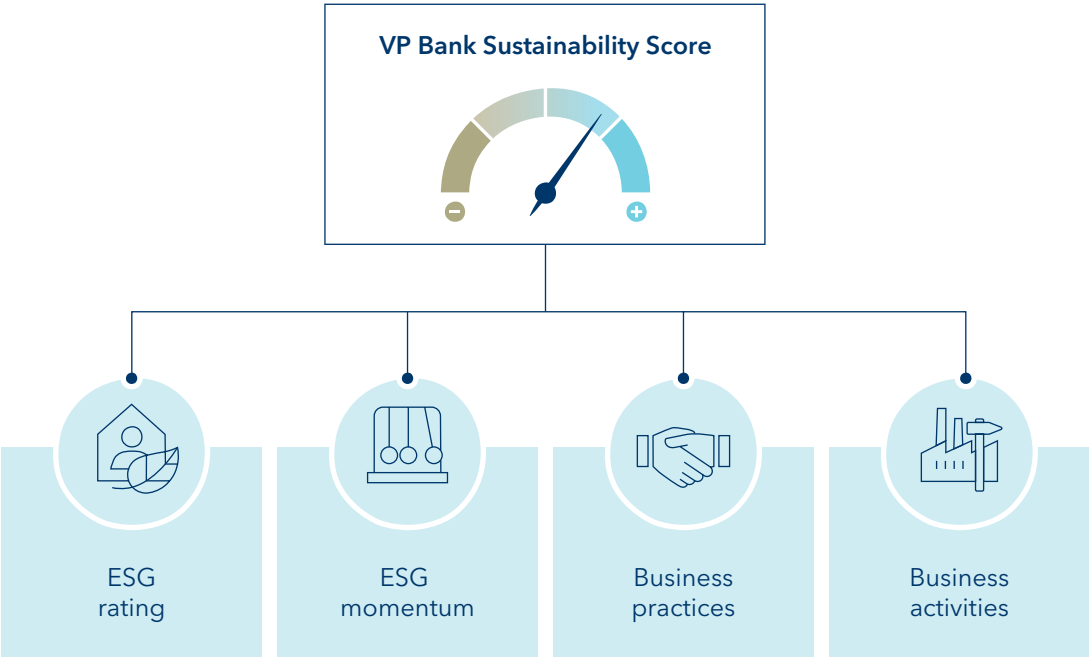 VP Bank Sustainability Score
ESG
rating
ESG
momentum
Business
practices
Business
activities